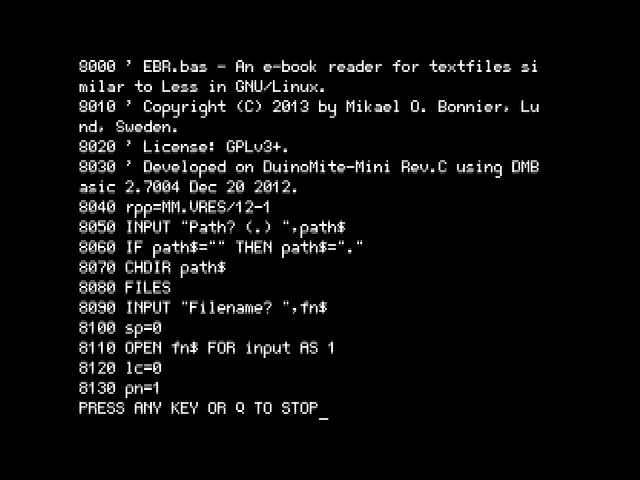 8000 ' EBR.bas - An e-book reader for textfiles si
milar to Less in GNU/Linux.
8010 ' Copyright (C) 2013 by Mikael O. Bonnier, Lu
nd, Sweden.
8020 ' License: GPLv3+.
8030 ' Developed on DuinoMite-Mini Rev.C using DMB
asic 2.7004 Dec 20 2012.
8040 rpp=MM.VRES/12-1
8050 INPUT "Path? (.) ",path$
8060 IF path$="" THEN path$="."
8070 CHDIR path$
8080 FILES
8090 INPUT "Filename? ",fn$
8100 sp=0
8110 OPEN fn$ FOR input AS 1
8120 lc=0
8130 pn=1
PRESS ANY KEY OR Q TO STOP_